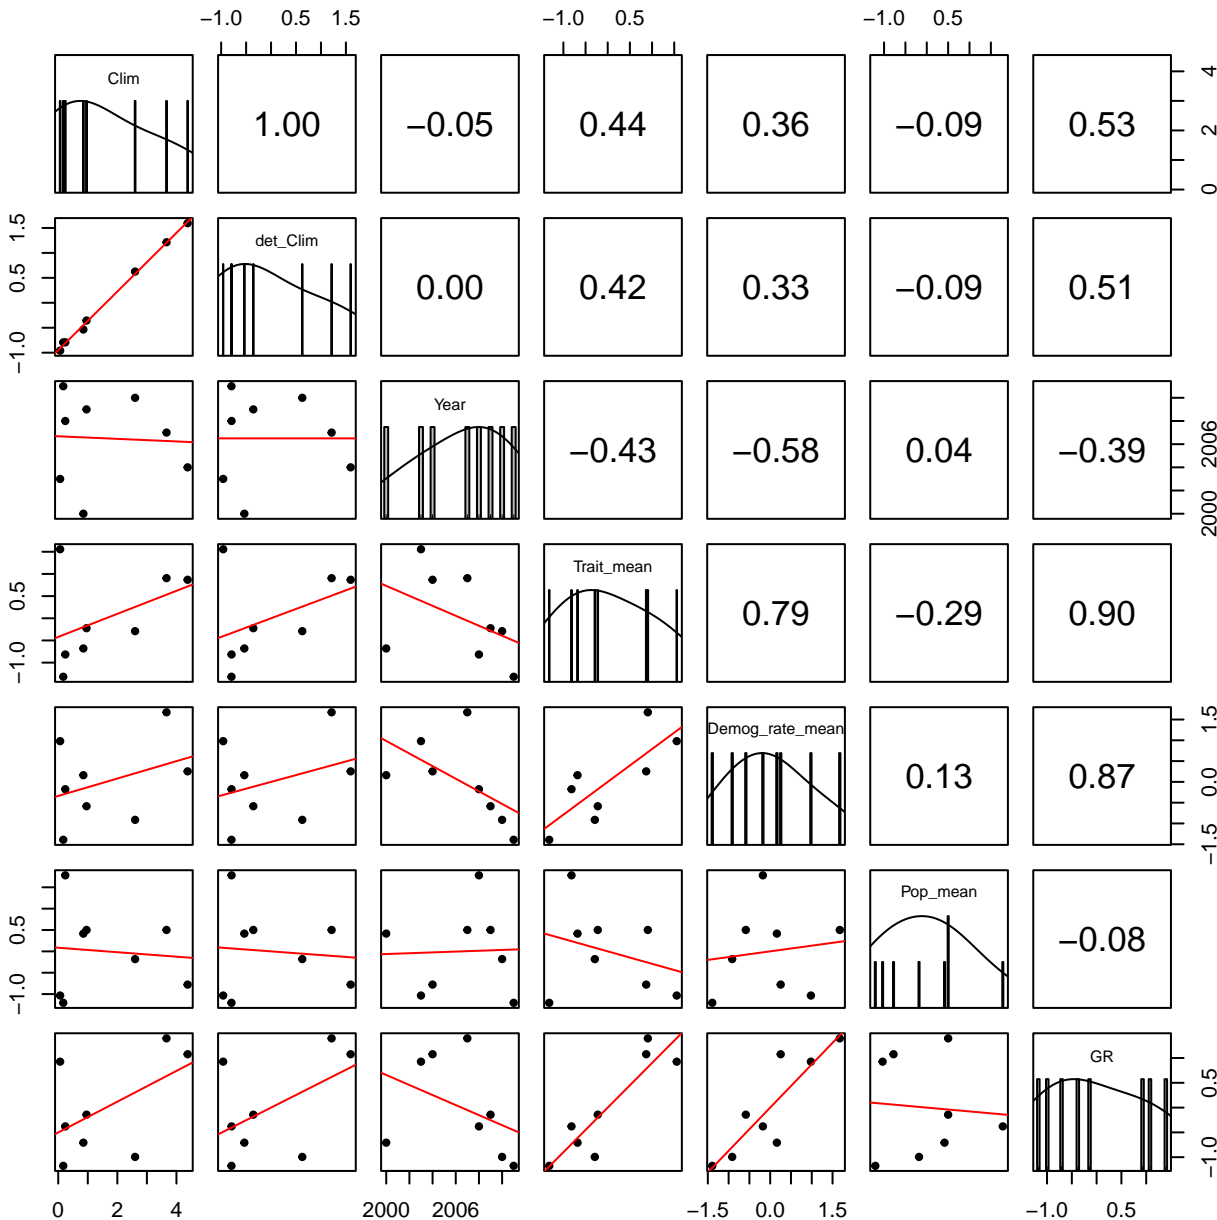 −1.0 0.5 1.5 −1.0 0.5 −1.0 0.5
Clim 1.00 −0.05 0.44 0.36 −0.09 0.53 0 2 4
−1.0 0.5 1.5 det_Clim 0.00 0.42 0.33 −0.09 0.51
Year −0.43 −0.58 0.04 −0.39 2000 2006
−1.0 0.5 Trait_mean 0.79 −0.29 0.90
Demog_rate_mean 0.13 0.87 −1.5 0.0 1.5
−1.0 0.5 Pop_mean −0.08
GR −1.0 0.5
0 2 4 2000 2006 −1.5 0.0 1.5 −1.0 0.5